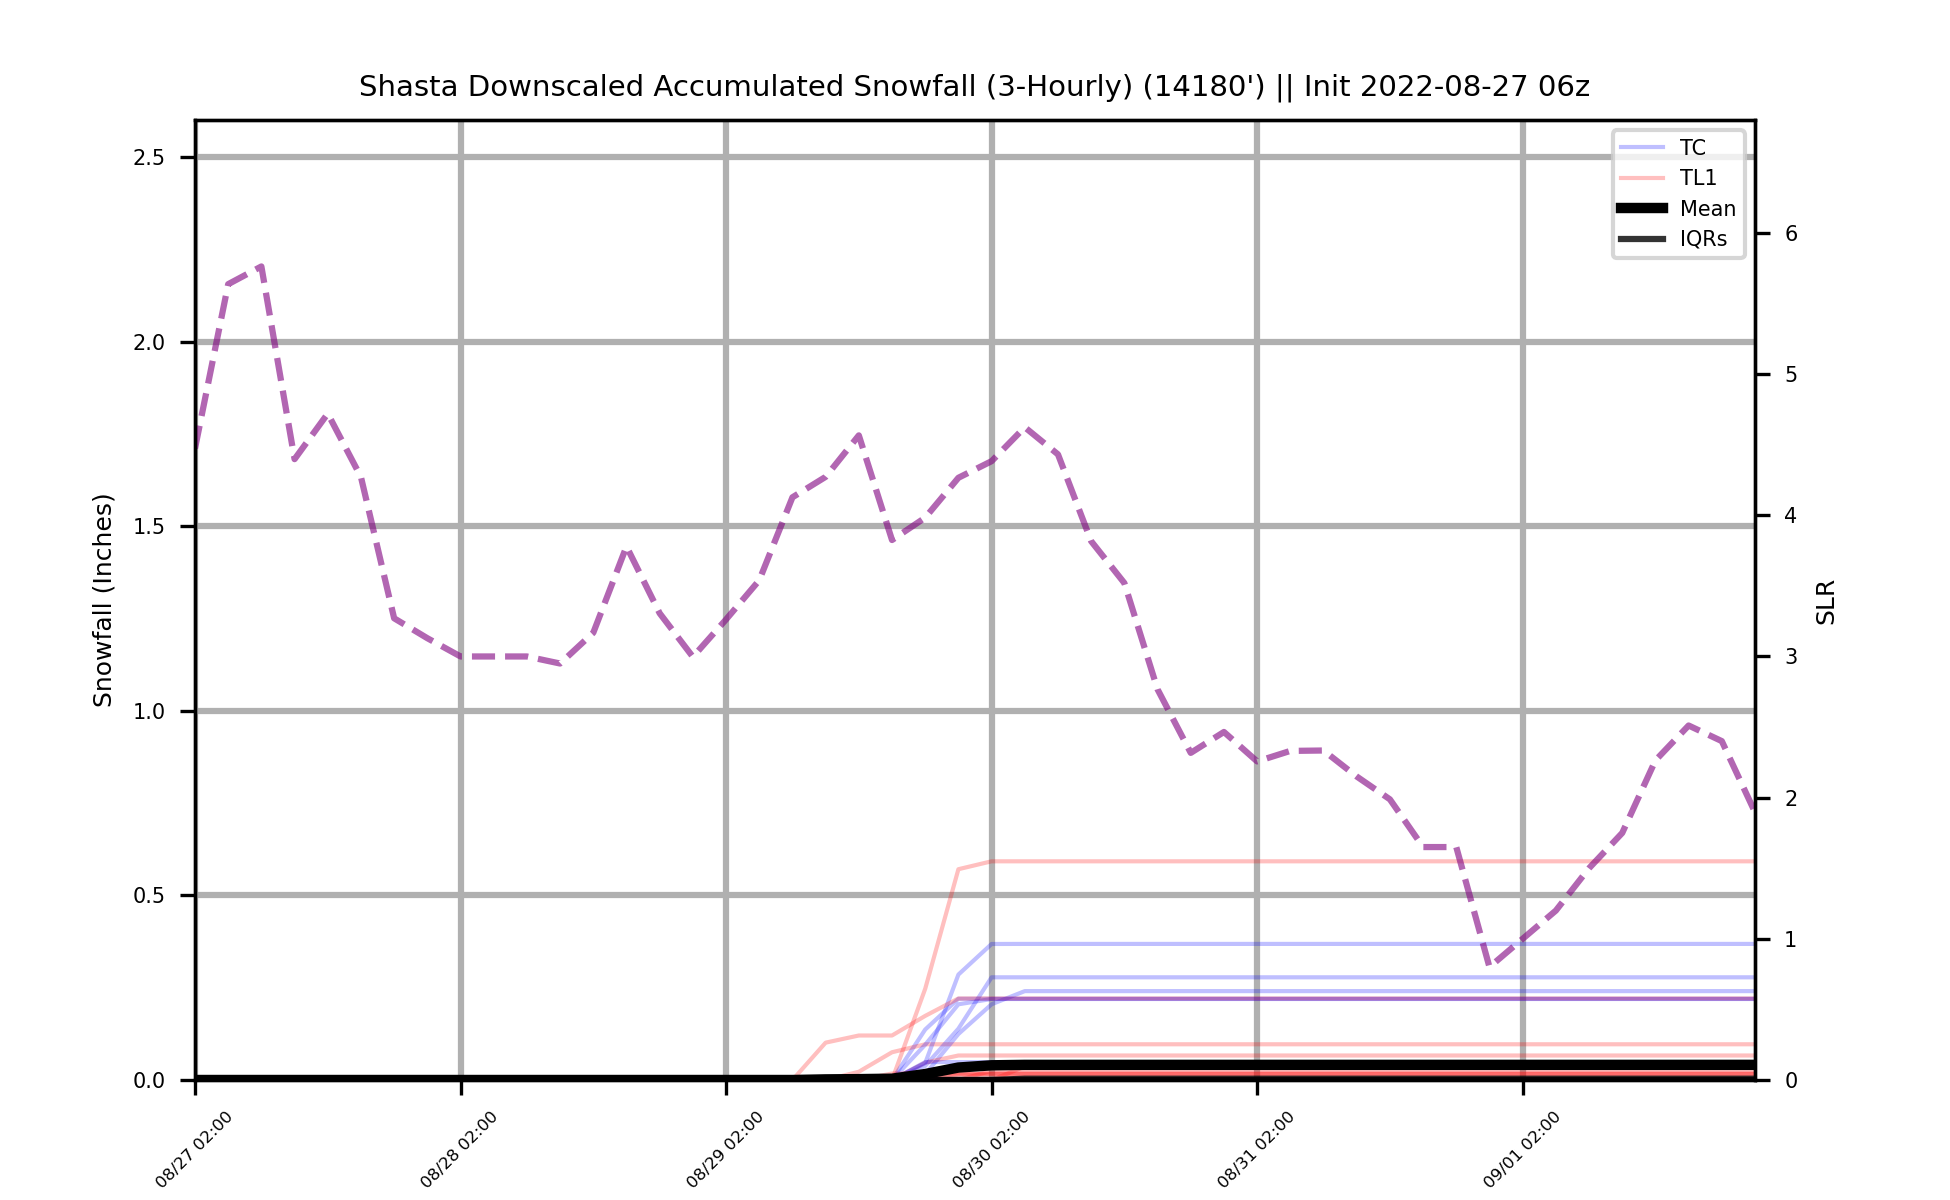 Shasta Downscaled Accumulated Snowfall (3-Hourly) (14180') || Init 2022-08-27 06z
TC
TL1
Mean
IQRs
Snowfall (Inches)
2.5
2.0
1.5
1.0
0.5
0.0
SLR
6
5
4
3
2
1
0
08/27 02:00
08/28 02:00
08/29 02:00
08/30 02:00
08/31 02:00
09/01 02:00